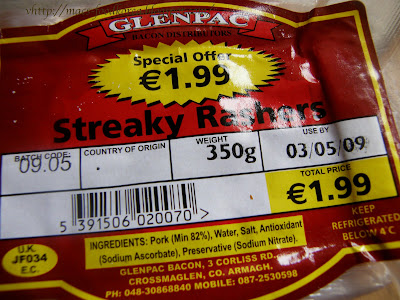 GLENPAC
BACON DISTRIBUTORS
Special Offer
€1.99
Streaky Rashers
BATCH CODE:
09.05
COUNTRY OF ORIGIN
WEIGHT
350g
USE BY
03/05/09
TOTAL PRICE
€1.99
5 391506 020070 >
KEEP
REFRIGERATED
BELOW 4°C
U.K.
JF034
E.C.
INGREDIENTS: Pork (Min 82%), Water, Salt, Antioxidant
(Sodium Ascorbate), Preservative (Sodium Nitrate).
GLENPAC BACON, 3 CORLISS RD.,
CROSSMAGLEN, CO. ARMAGH.
PH: 048-30868840 MOBILE: 087-2530598